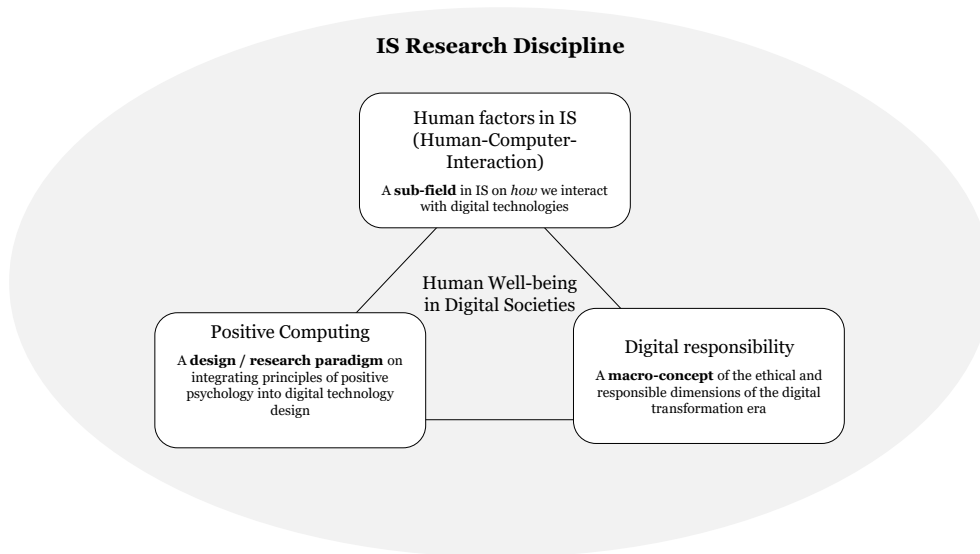 IS Research Discipline
Human factors in IS
(Human-Computer-
Interaction)
A sub-field in IS on how we interact
with digital technologies
Human Well-being
in Digital Societies
Positive Computing
A design / research paradigm on
integrating principles of positive
psychology into digital technology
design
Digital responsibility
A macro-concept of the ethical and
responsible dimensions of the digital
transformation era